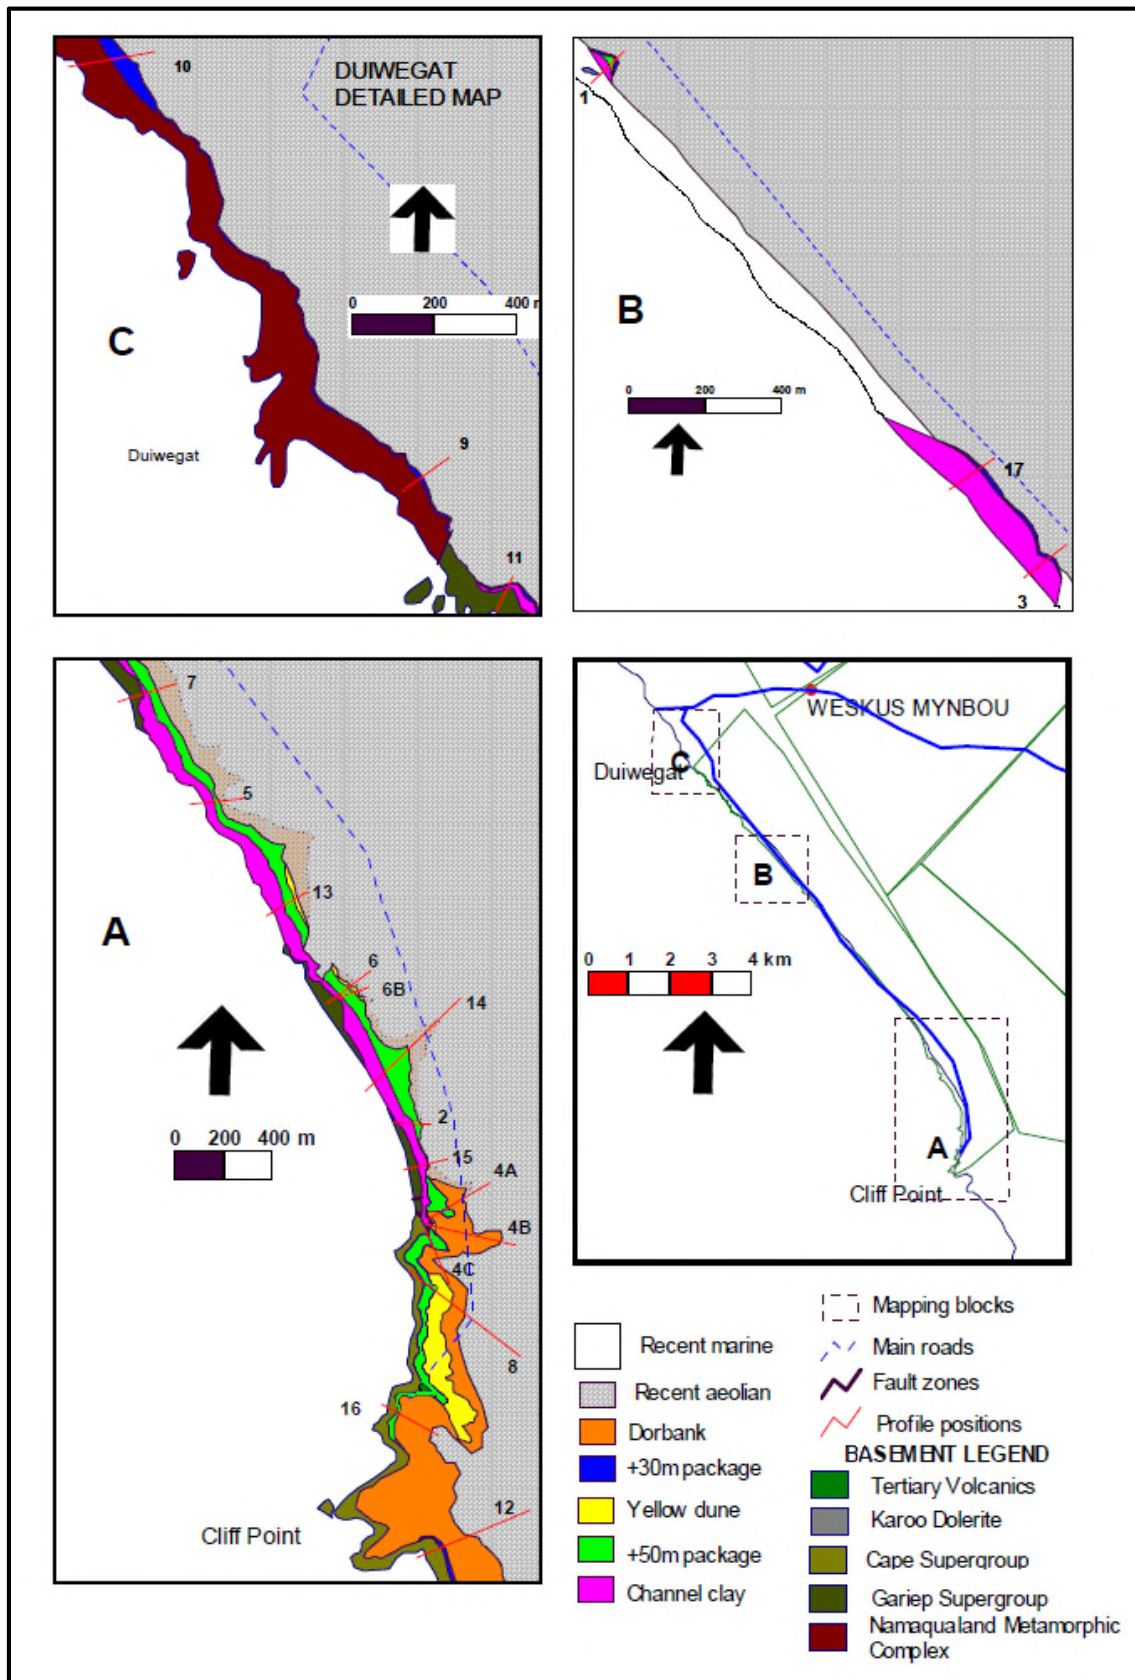 10
DUIWEGAT
DETAILED MAP
0 200 400 m
C
Duiwegat
9
11
1
B
0 200 400 m
17
3
7
5
13
A
6
6B
14
0 200 400 m
2
15
4A
4B
4C
8
16
12
Cliff Point
WESKUS MYNBOU
Duiwegat
C
B
0 1 2 3 4 km
A
Cliff Point
Recent marine
Recent aeolian
Dorbank
+30m package
Yellow dune
+50m package
Channel clay
Mapping blocks
Main roads
Fault zones
Profile positions
BASEMENT LEGEND
Tertiary Volcanics
Karoo Dolerite
Cape Supergroup
Gariep Supergroup
Namaqualand Metamorphic
Complex